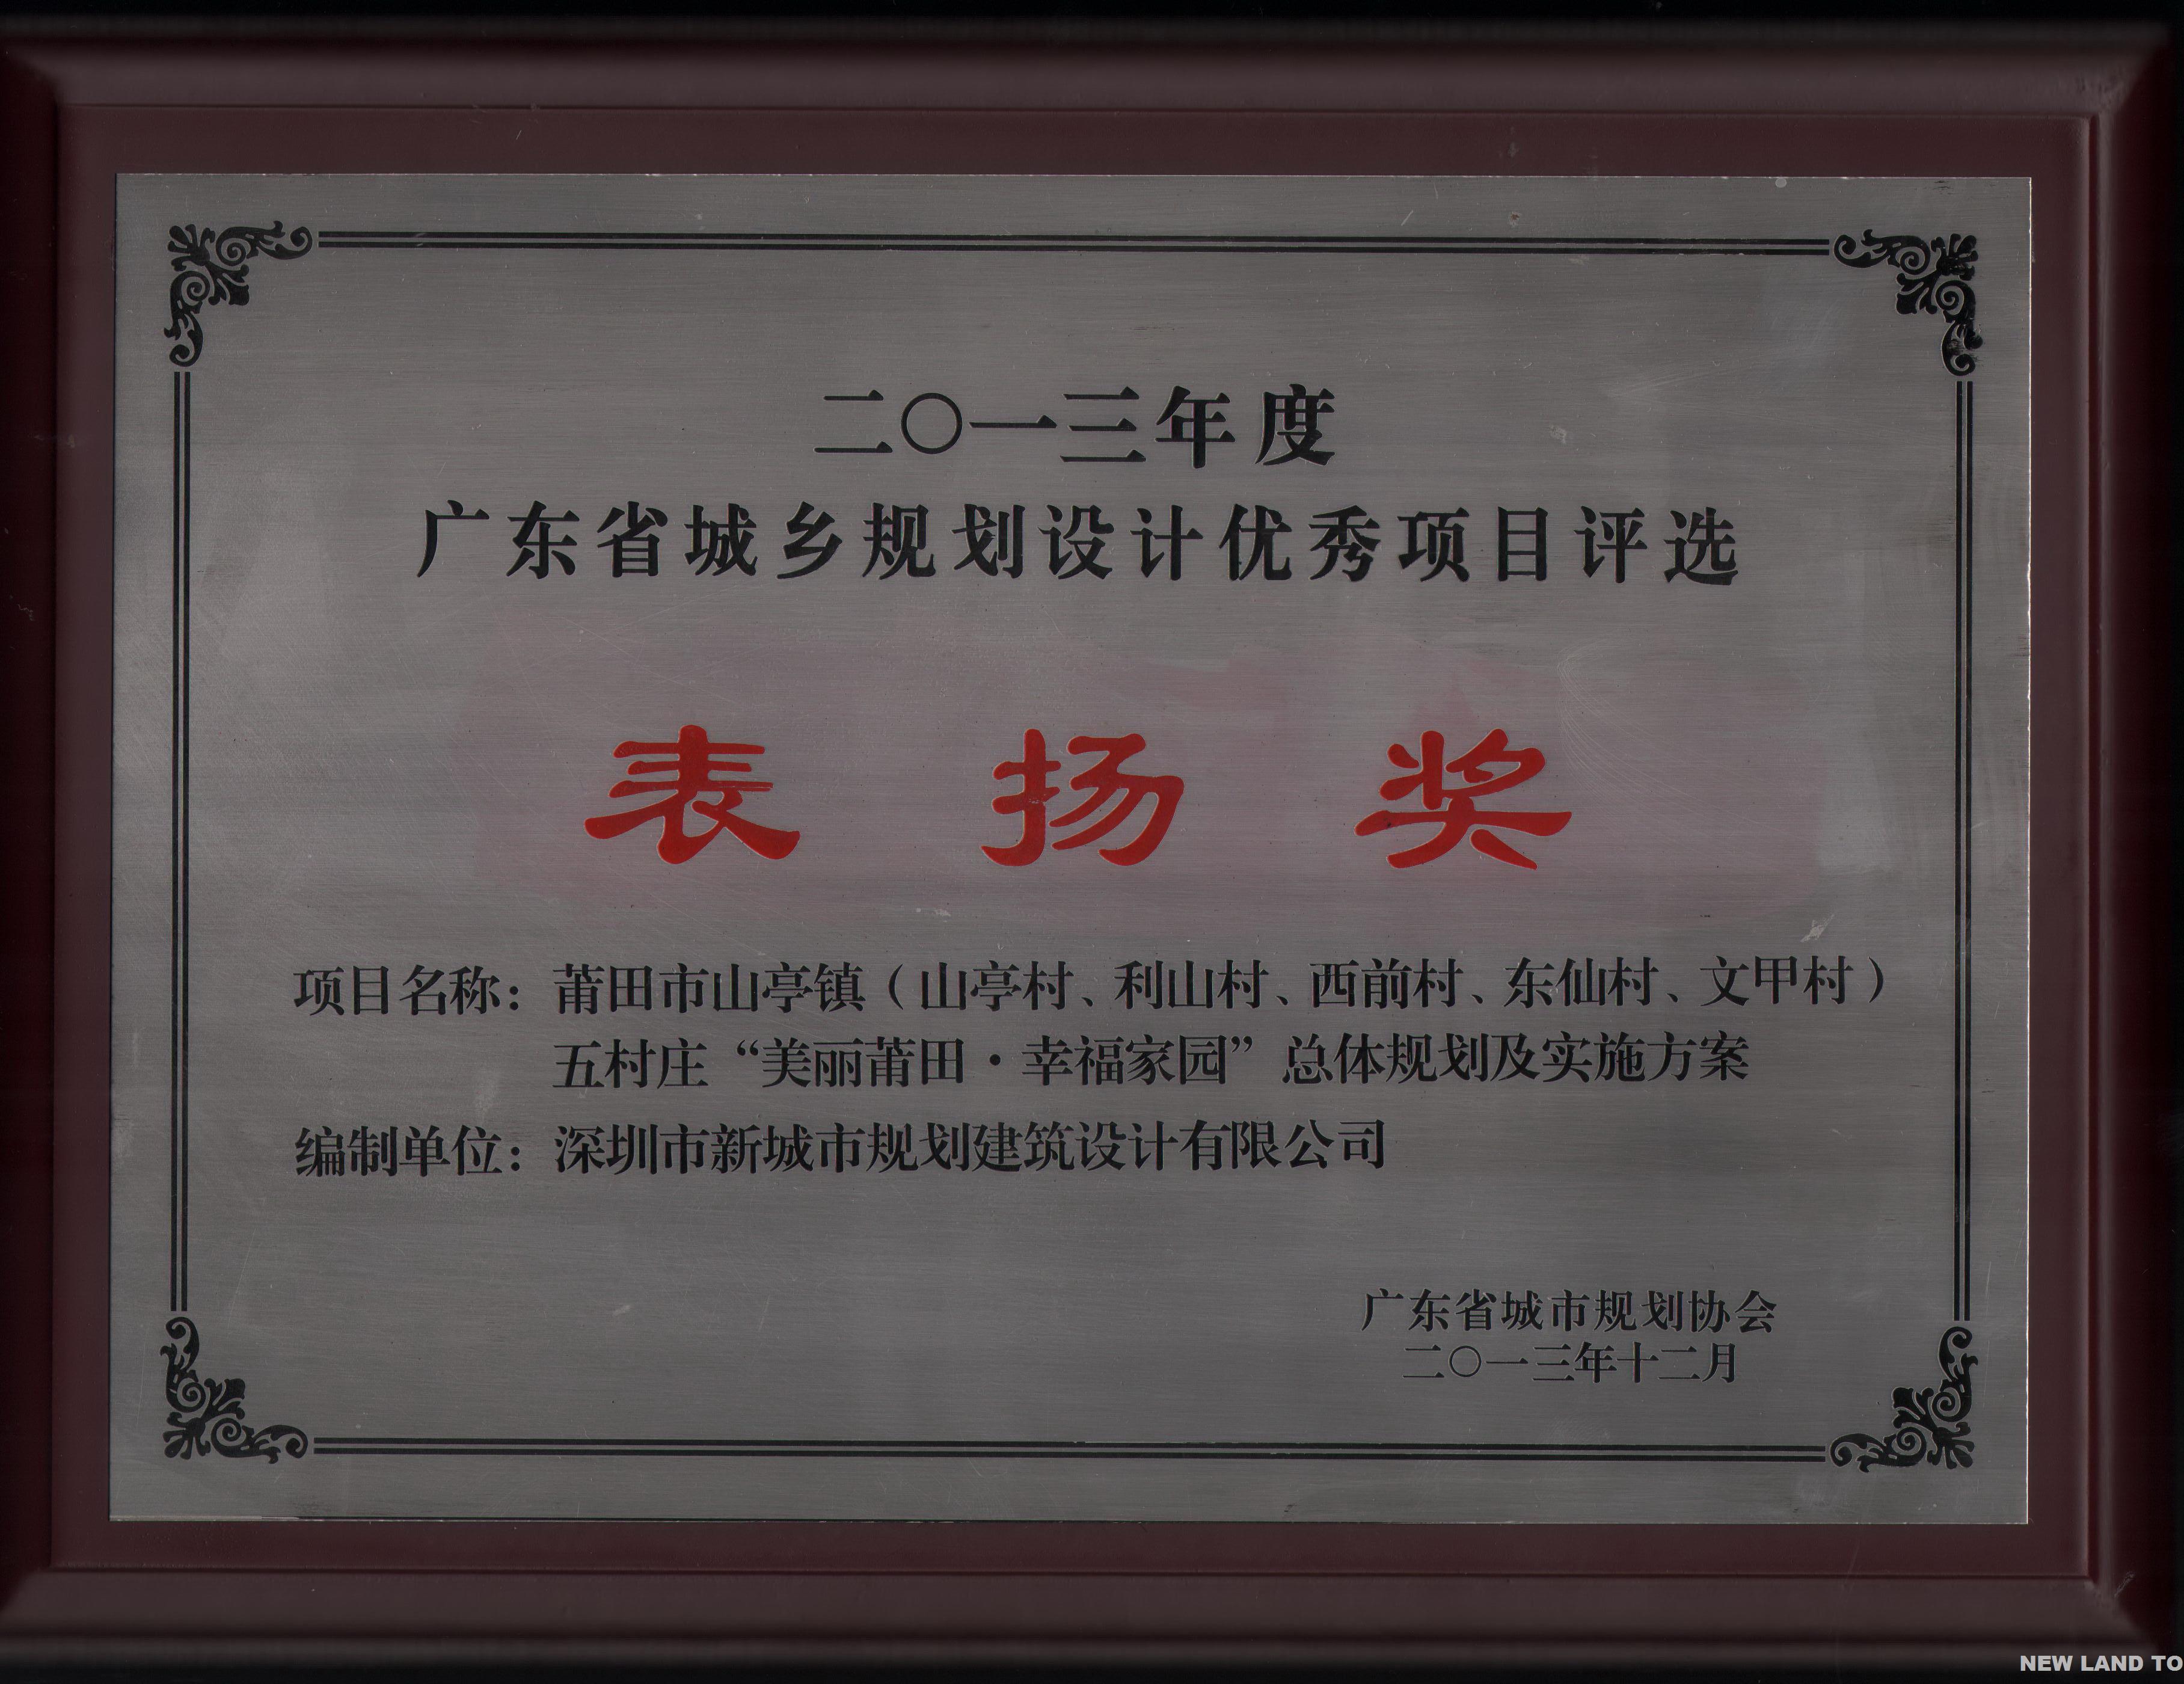 二〇一三年度
广东省城乡规划设计优秀项目评选
表扬奖
项目名称：莆田市山亭镇（山亭村、利山村、西前村、东仙村、文甲村）
五村庄“美丽莆田·幸福家园”总体规划及实施方案
编制单位：深圳市新城市规划建筑设计有限公司
广东省城市规划协会
二〇一三年十二月
NEW LAND TO